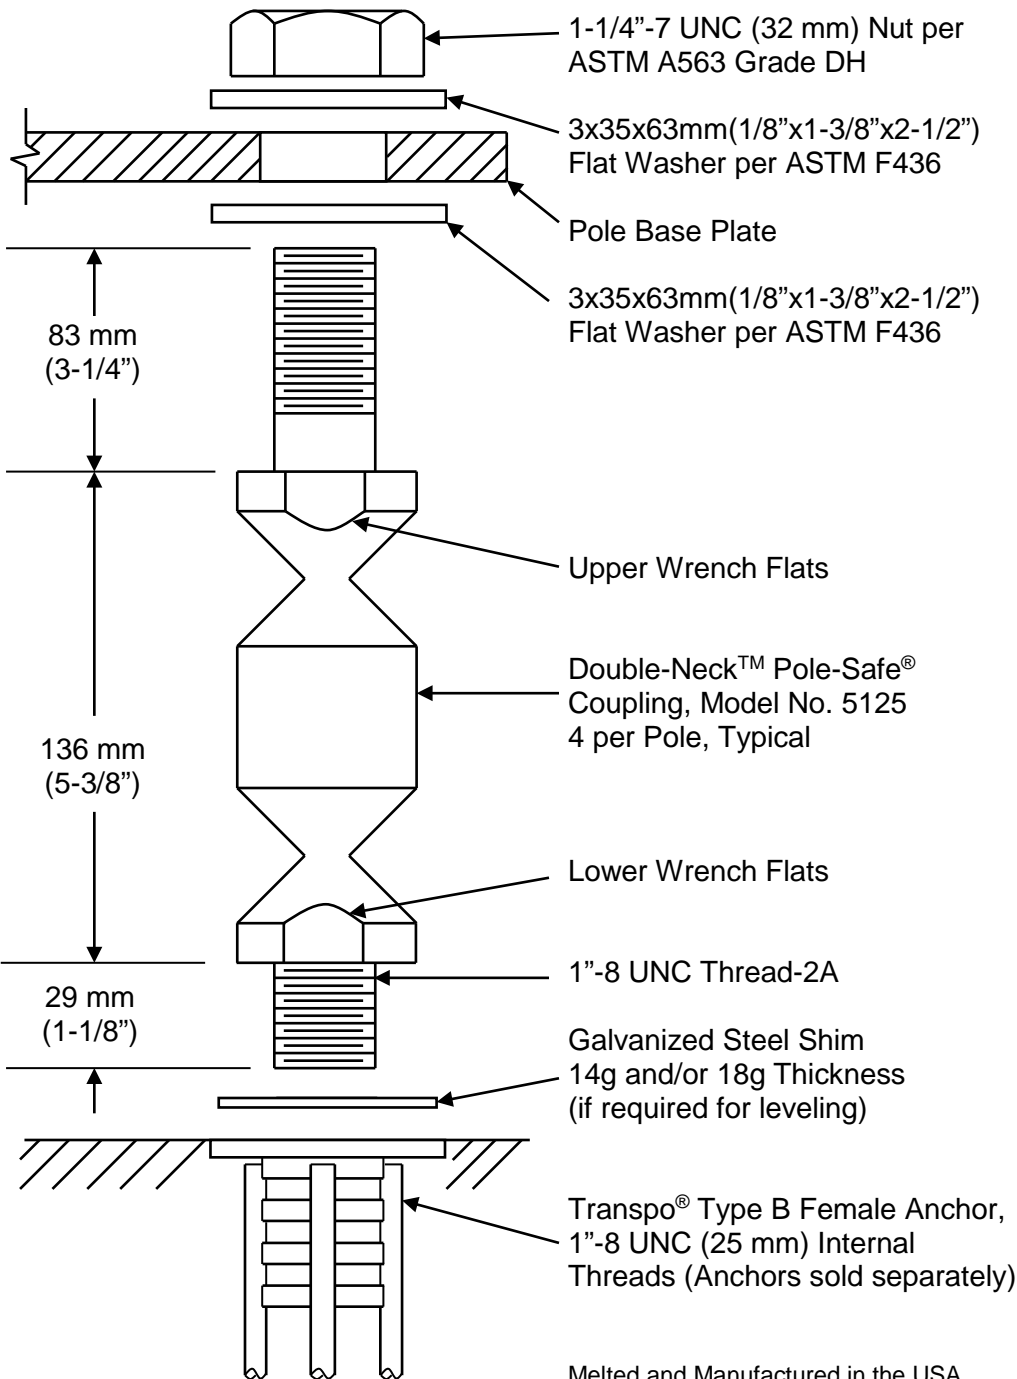 1-1/4”-7 UNC (32 mm) Nut per
ASTM A563 Grade DH
3x35x63mm(1/8”x1-3/8”x2-1/2”)
Flat Washer per ASTM F436
Pole Base Plate
3x35x63mm(1/8”x1-3/8”x2-1/2”)
Flat Washer per ASTM F436
83 mm
(3-1/4”)
Upper Wrench Flats
Double-Neck™ Pole-Safe®
Coupling, Model No. 5125
4 per Pole, Typical
136 mm
(5-3/8”)
Lower Wrench Flats
1”-8 UNC Thread-2A
29 mm
(1-1/8”)
Galvanized Steel Shim
14g and/or 18g Thickness
(if required for leveling)
Transpo® Type B Female Anchor,
1”-8 UNC (25 mm) Internal
Threads (Anchors sold separately)
Melted and Manufactured in the USA